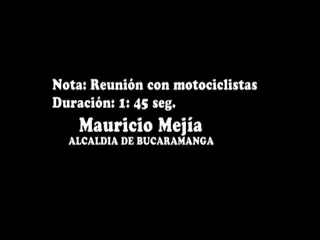 Nota: Reunión con motociclistas
Duración: 1: 45 seg.
Mauricio Mejía
ALCALDIA DE BUCARAMANGA